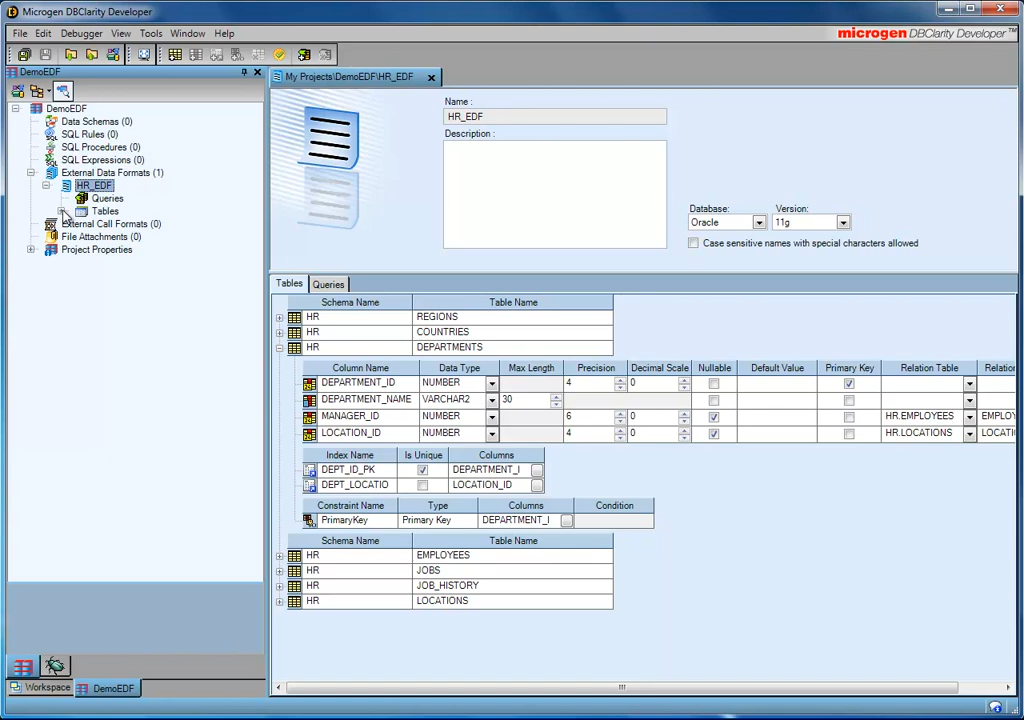 Microgen DBClarity Developer
File Edit Debugger View Tools Window Help
microgen DBClarity Developer™
DemoEDF
My Projects\DemoEDF\HR_EDF
DemoEDF
Data Schemas (0)
SQL Rules (0)
SQL Procedures (0)
SQL Expressions (0)
External Data Formats (1)
HR_EDF
Queries
Tables
External Call Formats (0)
File Attachments (0)
Project Properties
Name :
HR_EDF
Description :
Database: Version:
Oracle 11g
Case sensitive names with special characters allowed
Tables Queries
Schema Name Table Name
HR REGIONS
HR COUNTRIES
HR DEPARTMENTS
Column Name Data Type Max Length Precision Decimal Scale Nullable Default Value Primary Key Relation Table Relation
DEPARTMENT_ID NUMBER 4 0
DEPARTMENT_NAME VARCHAR2 30
MANAGER_ID NUMBER 6 0 HR.EMPLOYEES EMPLO
LOCATION_ID NUMBER 4 0 HR.LOCATIONS LOCATI
Index Name Is Unique Columns
DEPT_ID_PK DEPARTMENT_I
DEPT_LOCATIO LOCATION_ID
Constraint Name Type Columns Condition
PrimaryKey Primary Key DEPARTMENT_I
Schema Name Table Name
HR EMPLOYEES
HR JOBS
HR JOB_HISTORY
HR LOCATIONS
Workspace DemoEDF